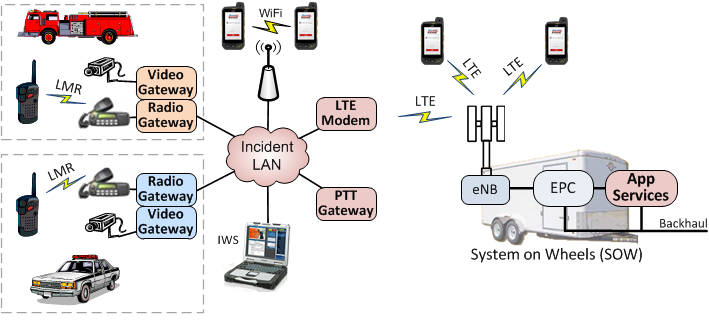 WiFi
LMR
Video
Gateway
Radio
Gateway
LTE
Modem
Incident
LAN
LMR
Radio
Gateway
Video
Gateway
PTT
Gateway
IWS
LTE
LTE
LTE
eNB
EPC
App
Services
Backhaul
System on Wheels (SOW)